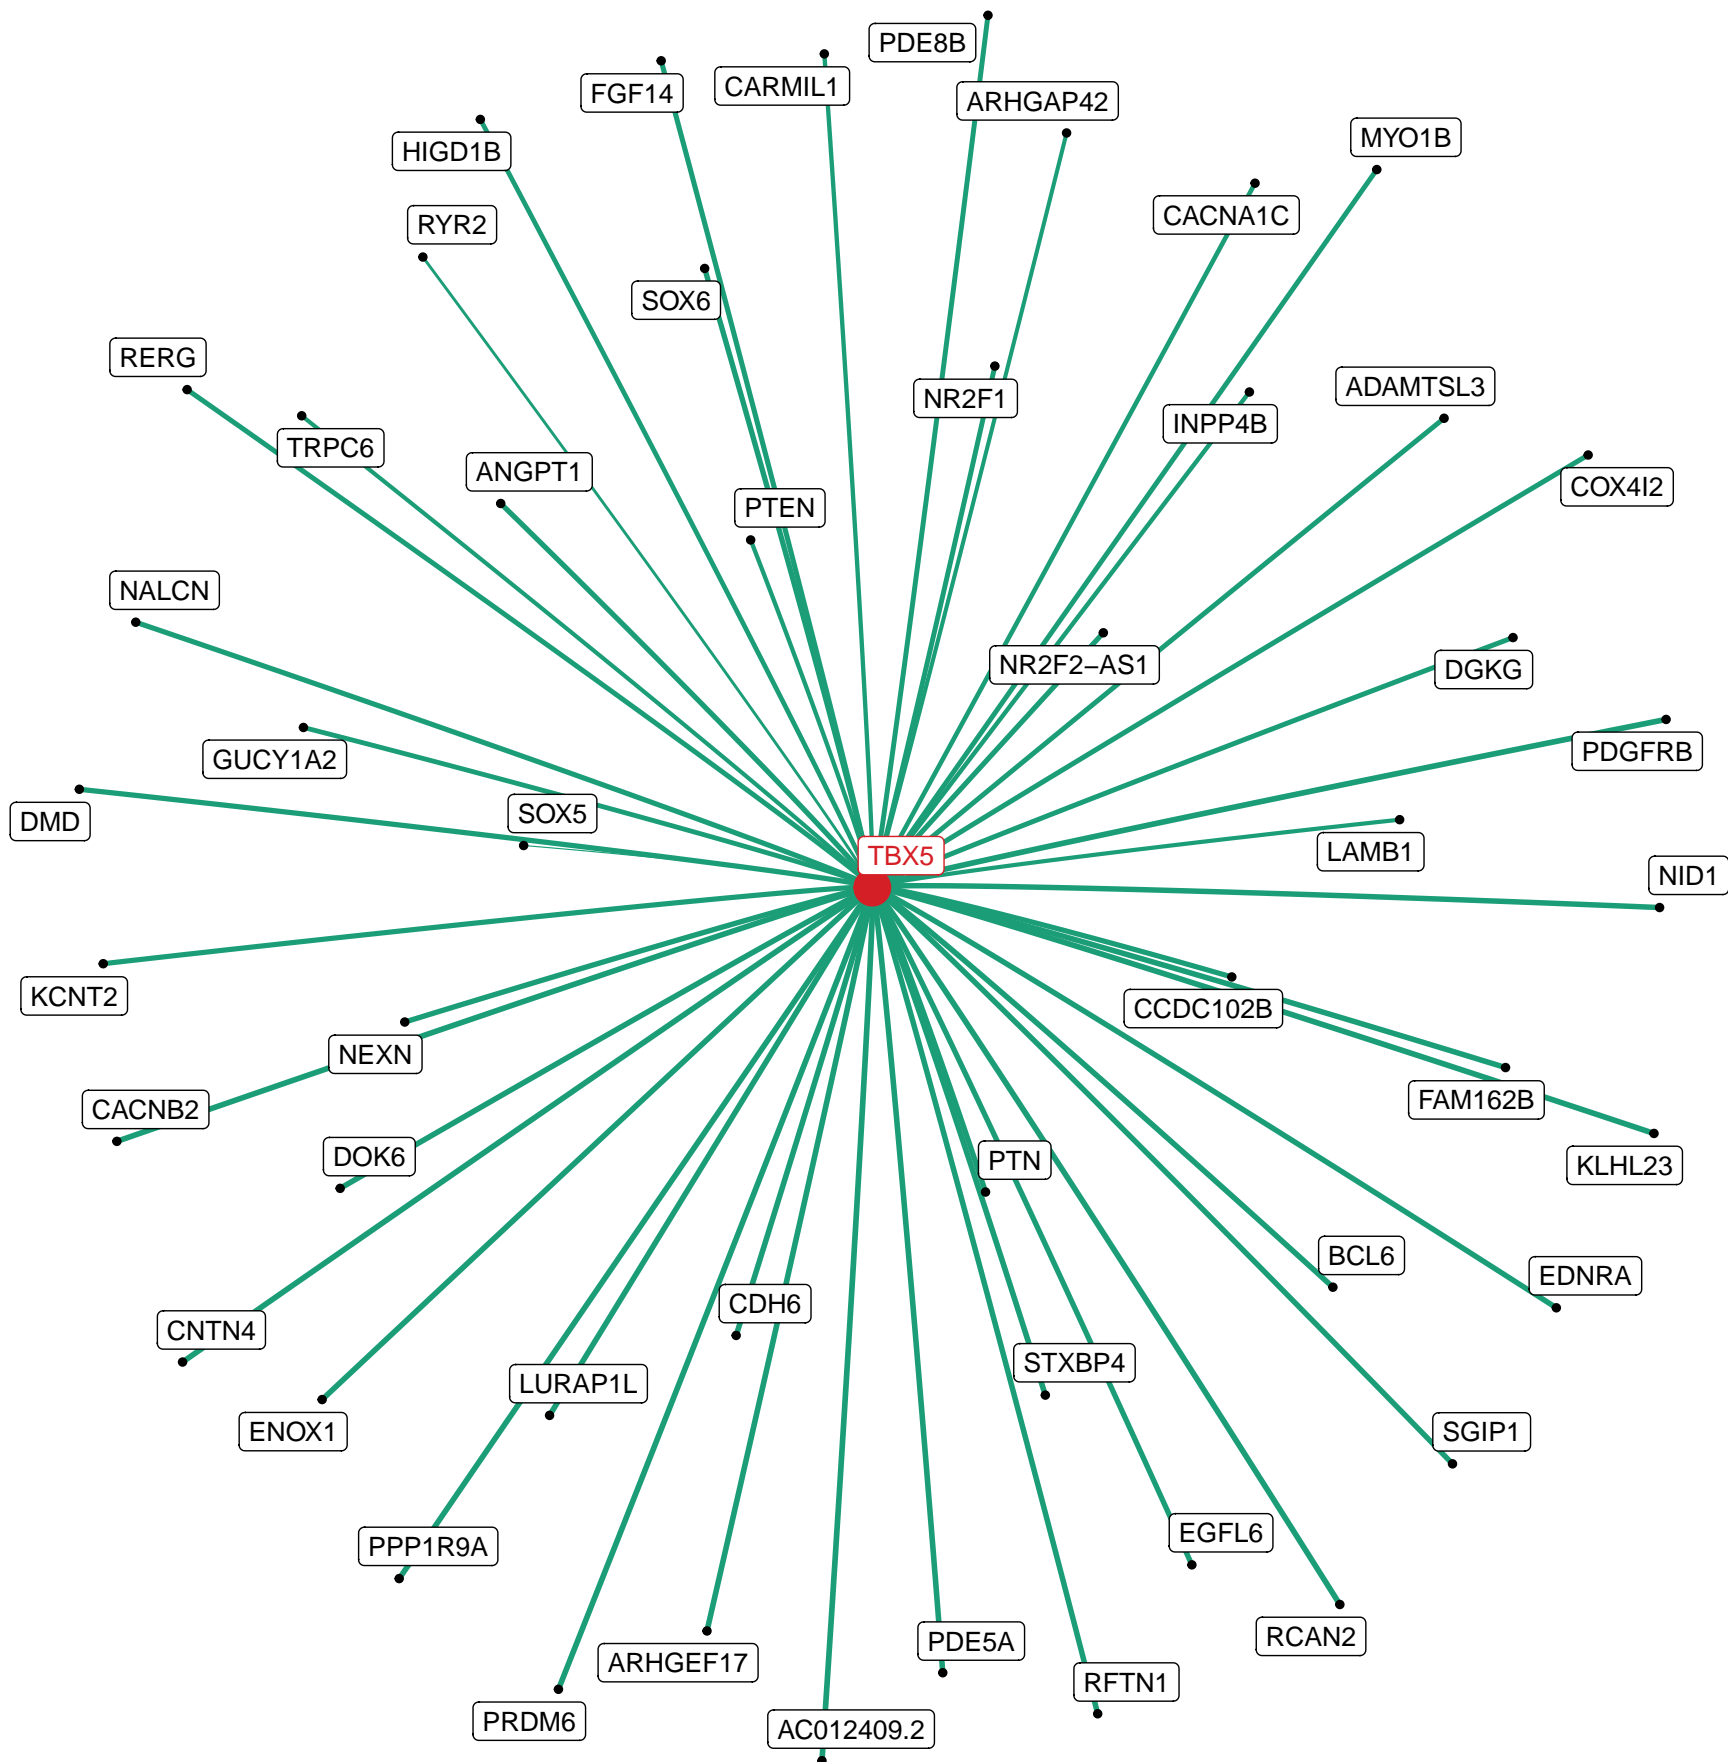 PDE8B
CARMIL1
FGF14
ARHGAP42
MYO1B
HIGD1B
CACNA1C
RYR2
SOX6
RERG
ADAMTSL3
NR2F1
INPP4B
TRPC6
ANGPT1
COX4I2
PTEN
NALCN
NR2F2−AS1
DGKG
PDGFRB
GUCY1A2
SOX5
DMD
LAMB1
TBX5
NID1
KCNT2
CCDC102B
NEXN
FAM162B
CACNB2
DOK6
PTN
KLHL23
BCL6
EDNRA
CDH6
CNTN4
STXBP4
LURAP1L
ENOX1
SGIP1
EGFL6
PPP1R9A
RCAN2
PDE5A
ARHGEF17
RFTN1
PRDM6
AC012409.2